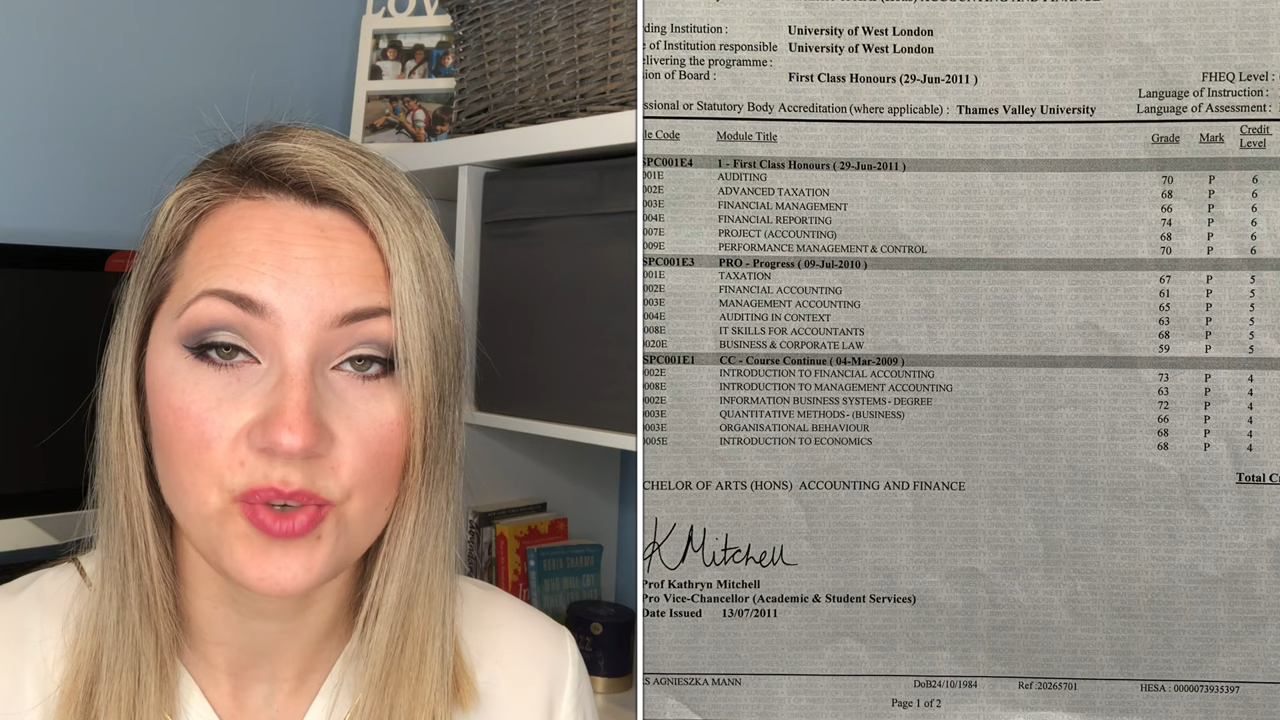 LOV
ROBIN SHARMA
WHO WILL CRY
ding Institution : University of West London
e of Institution responsible University of West London
elivering the programme :
ion of Board : First Class Honours (29-Jun-2011 )
FHEQ Level :
Language of Instruction :
ssional or Statutory Body Accreditation (where applicable) : Thames Valley University Language of Assessment :
le Code Module Title Grade Mark Credit Level
SPC001E4 1 - First Class Honours ( 29-Jun-2011 )
001E AUDITING 70 P 6
002E ADVANCED TAXATION 68 P 6
003E FINANCIAL MANAGEMENT 66 P 6
004E FINANCIAL REPORTING 74 P 6
007E PROJECT (ACCOUNTING) 68 P 6
009E PERFORMANCE MANAGEMENT & CONTROL 70 P 6
SPC001E3 PRO - Progress ( 09-Jul-2010 )
001E TAXATION 67 P 5
002E FINANCIAL ACCOUNTING 61 P 5
003E MANAGEMENT ACCOUNTING 65 P 5
004E AUDITING IN CONTEXT 63 P 5
008E IT SKILLS FOR ACCOUNTANTS 68 P 5
020E BUSINESS & CORPORATE LAW 59 P 5
SPC001E1 CC - Course Continue ( 04-Mar-2009 )
002E INTRODUCTION TO FINANCIAL ACCOUNTING 73 P 4
008E INTRODUCTION TO MANAGEMENT ACCOUNTING 63 P 4
002E INFORMATION BUSINESS SYSTEMS - DEGREE 72 P 4
003E QUANTITATIVE METHODS - (BUSINESS) 66 P 4
003E ORGANISATIONAL BEHAVIOUR 68 P 4
005E INTRODUCTION TO ECONOMICS 68 P 4
Total C
CHELOR OF ARTS (HONS) ACCOUNTING AND FINANCE
K Mitchell
Prof Kathryn Mitchell
Pro Vice-Chancellor (Academic & Student Services)
Date Issued 13/07/2011
S AGNIESZKA MANN DoB24/10/1984 Ref :20265701 HESA : 0000073935397
Page 1 of 2